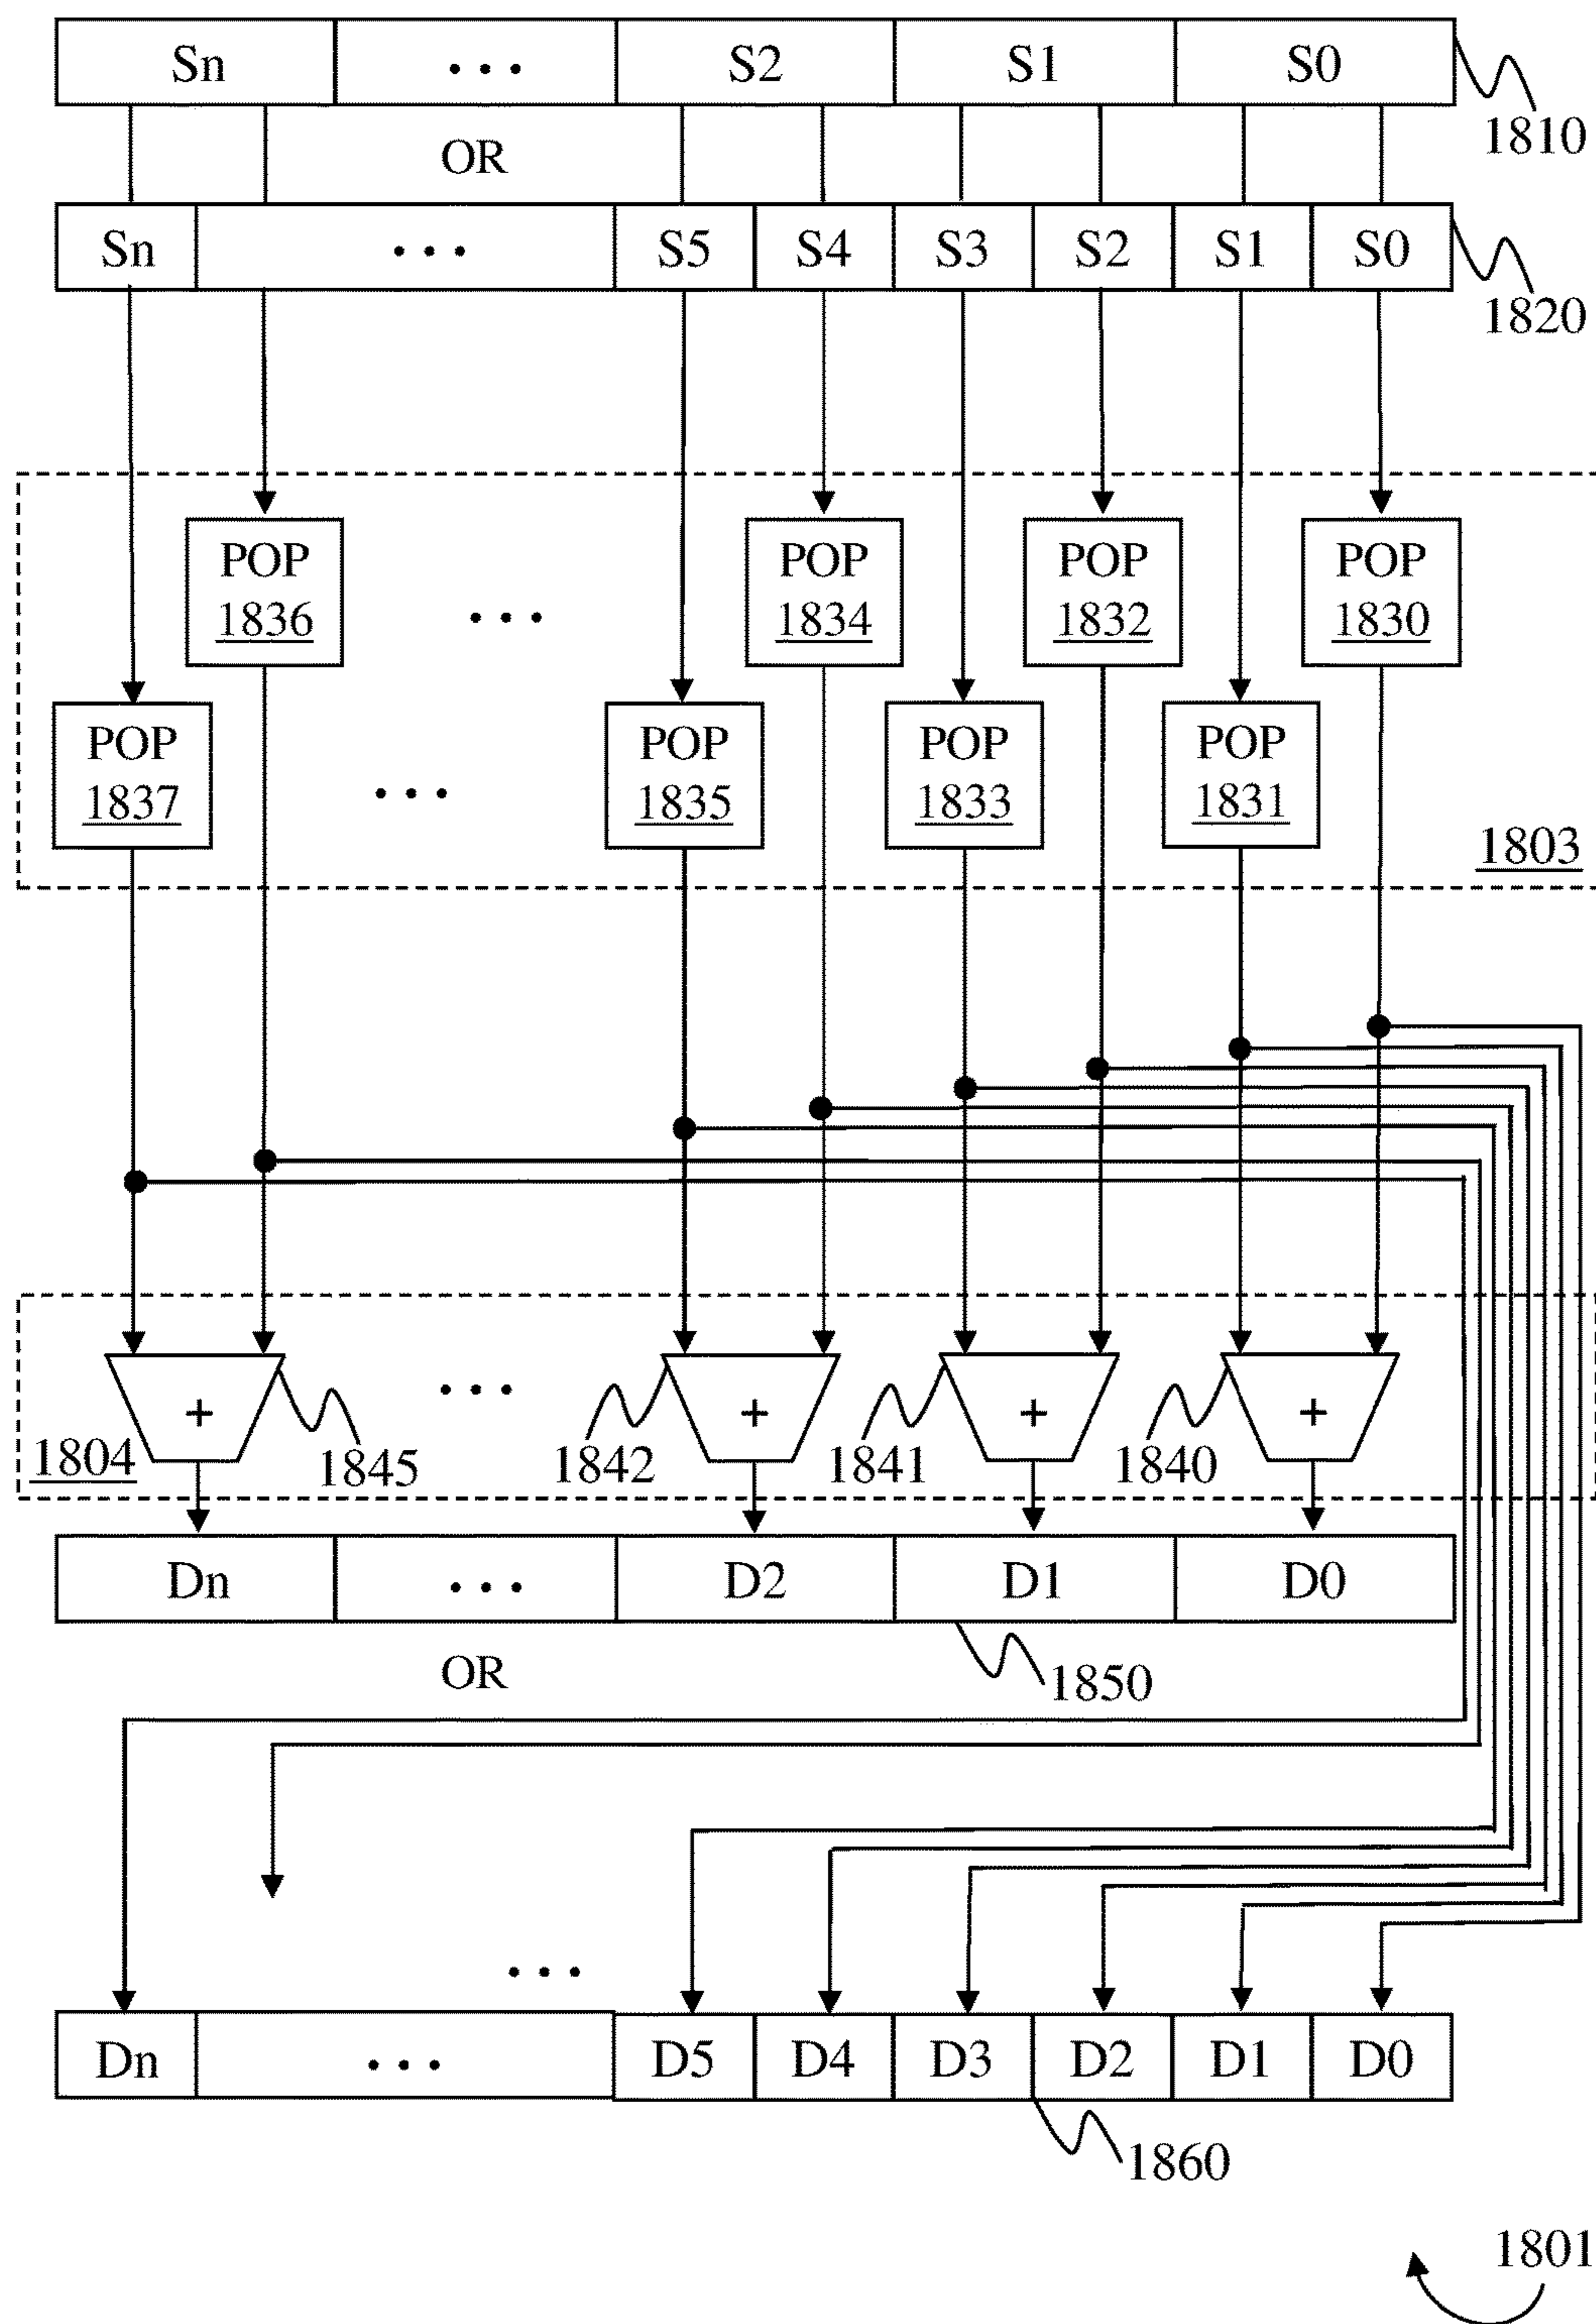 Sn ... S2 S1 S0
1810
OR
Sn ... S5 S4 S3 S2 S1 S0
1820
POP POP POP POP
1836 ... 1834 1832 1830
POP POP POP POP
1837 ... 1835 1833 1831
1803
+ ... + + +
1804 1845 1842 1841 1840
Dn ... D2 D1 D0
OR
1850
...
Dn ... D5 D4 D3 D2 D1 D0
1860
1801